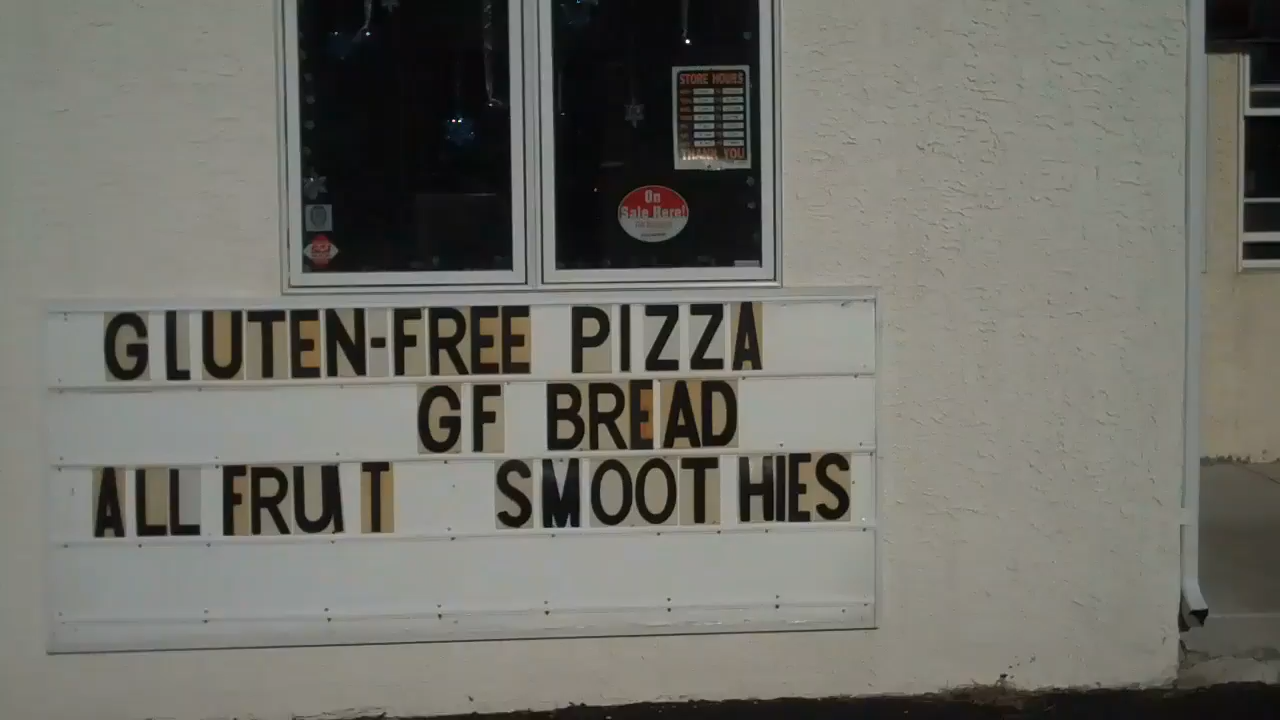 STORE HOURS
THANK YOU
On
Sale Here!
GLUTEN-FREE PIZZA
GF BREAD
ALL FRUIT SMOOTHIES